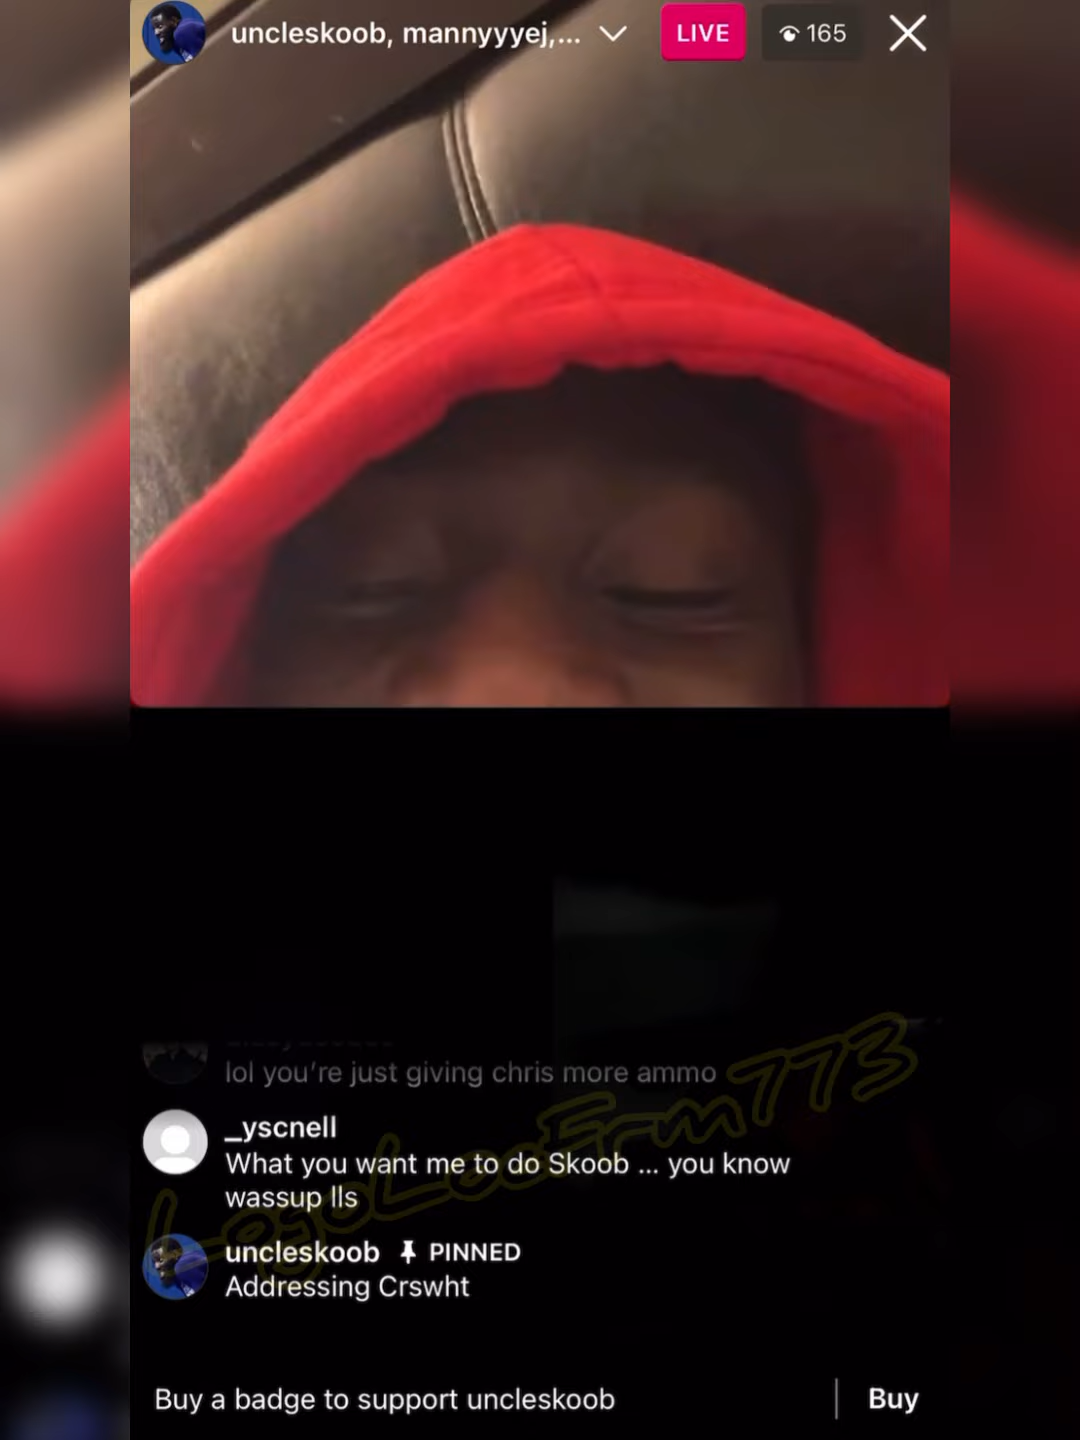 uncleskoob, mannyyyej,...
LIVE
165
lol you're just giving chris more ammo
_yscnell
What you want me to do Skoob ... you know
wassup lls
uncleskoob PINNED
Addressing Crswht
LogoLocFrm773
Buy a badge to support uncleskoob
Buy